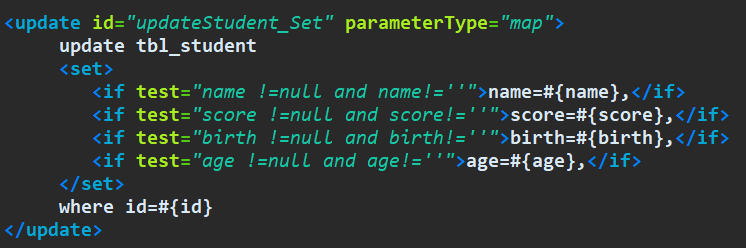 <update id="updateStudent_Set" parameterType="map">
update tbl_student
<set>
<if test="name !=null and name!=''">name=#{name},</if>
<if test="score !=null and score!=''">score=#{score},</if>
<if test="birth !=null and birth!=''">birth=#{birth},</if>
<if test="age !=null and age!=''">age=#{age},</if>
</set>
where id=#{id}
</update>